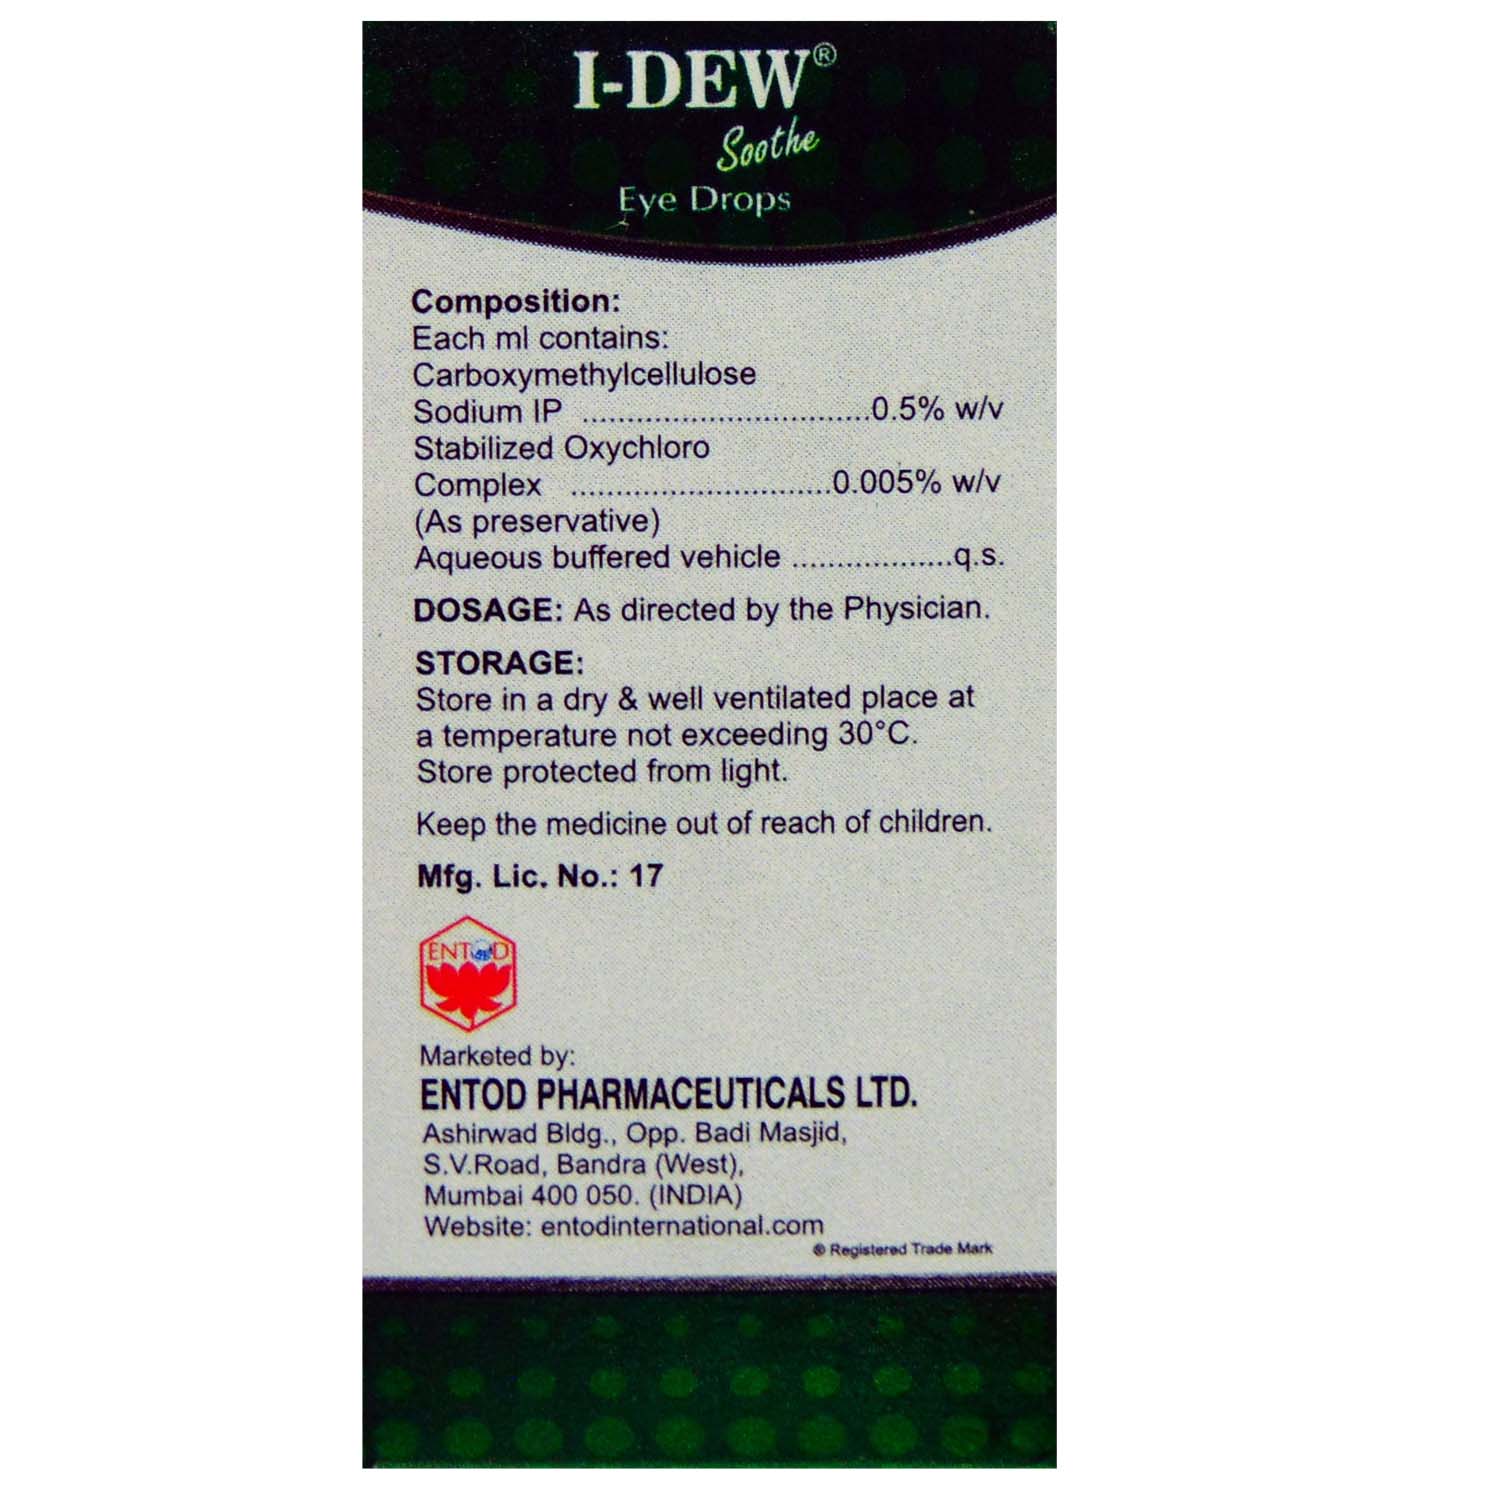 I-DEW®
Soothe
Eye Drops
Composition:
Each ml contains:
Carboxymethylcellulose
Sodium IP ................................0.5% w/v
Stabilized Oxychloro
Complex .............................0.005% w/v
(As preservative)
Aqueous buffered vehicle ..................q.s.
DOSAGE: As directed by the Physician.
STORAGE:
Store in a dry & well ventilated place at
a temperature not exceeding 30°C.
Store protected from light.
Keep the medicine out of reach of children.
Mfg. Lic. No.: 17
ENTOD
Marketed by:
ENTOD PHARMACEUTICALS LTD.
Ashirwad Bldg., Opp. Badi Masjid,
S.V.Road, Bandra (West),
Mumbai 400 050. (INDIA)
Website: entodinternational.com
® Registered Trade Mark